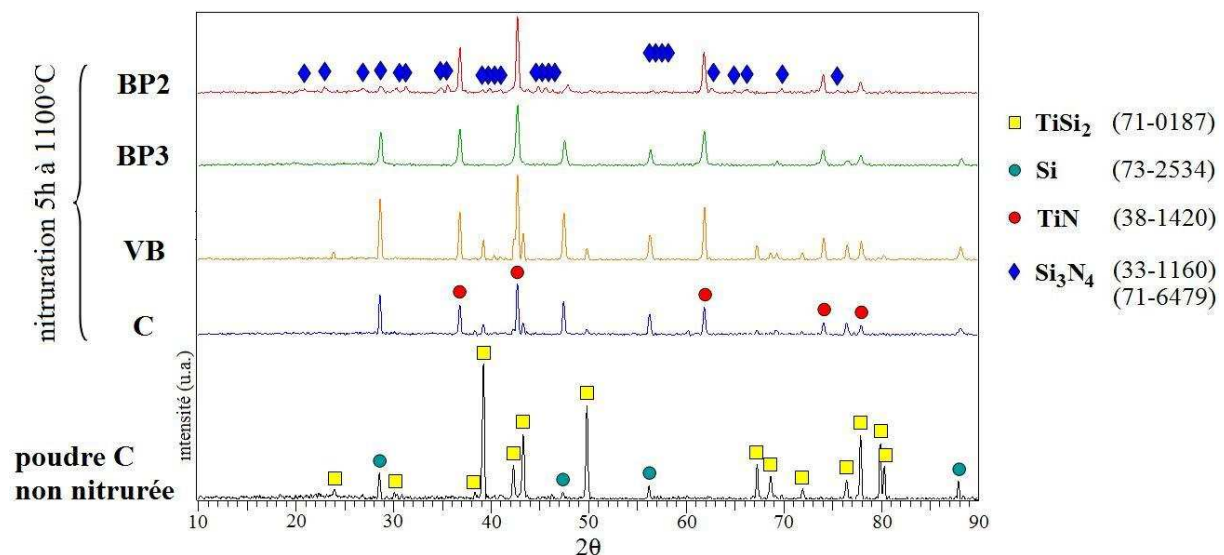 nitruration 5h à 1100°C
BP2
BP3
VB
C
poudre C
non nitrurée
intensité (u.a.)
10 20 30 40 50 60 70 80 90
2θ
TiSi₂ (71-0187)
Si (73-2534)
TiN (38-1420)
Si₃N₄ (33-1160)
(71-6479)